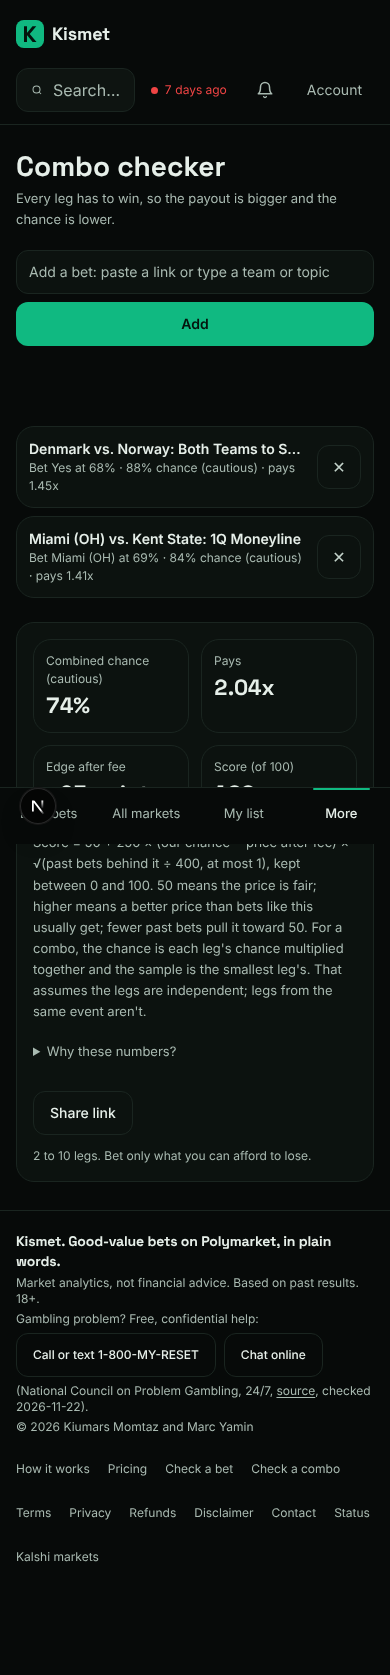 Kismet
Search...
7 days ago
Account
Combo checker
Every leg has to win, so the payout is bigger and the
chance is lower.
Add a bet: paste a link or type a team or topic
Add
Denmark vs. Norway: Both Teams to S...
Bet Yes at 68% · 88% chance (cautious) · pays
1.45x
✕
Miami (OH) vs. Kent State: 1Q Moneyline
Bet Miami (OH) at 69% · 84% chance (cautious)
· pays 1.41x
✕
Combined chance
(cautious)
74%
Pays
2.04x
Edge after fee
Score (of 100)
N
bets
All markets
My list
More
√(past bets behind it ÷ 400, at most 1), kept
between 0 and 100. 50 means the price is fair;
higher means a better price than bets like this
usually get; fewer past bets pull it toward 50. For a
combo, the chance is each leg's chance multiplied
together and the sample is the smallest leg's. That
assumes the legs are independent; legs from the
same event aren't.
Why these numbers?
Share link
2 to 10 legs. Bet only what you can afford to lose.
Kismet. Good-value bets on Polymarket, in plain
words.
Market analytics, not financial advice. Based on past results.
18+.
Gambling problem? Free, confidential help:
Call or text 1-800-MY-RESET
Chat online
(National Council on Problem Gambling, 24/7, source, checked
2026-11-22).
© 2026 Kiumars Momtaz and Marc Yamin
How it works
Pricing
Check a bet
Check a combo
Terms
Privacy
Refunds
Disclaimer
Contact
Status
Kalshi markets